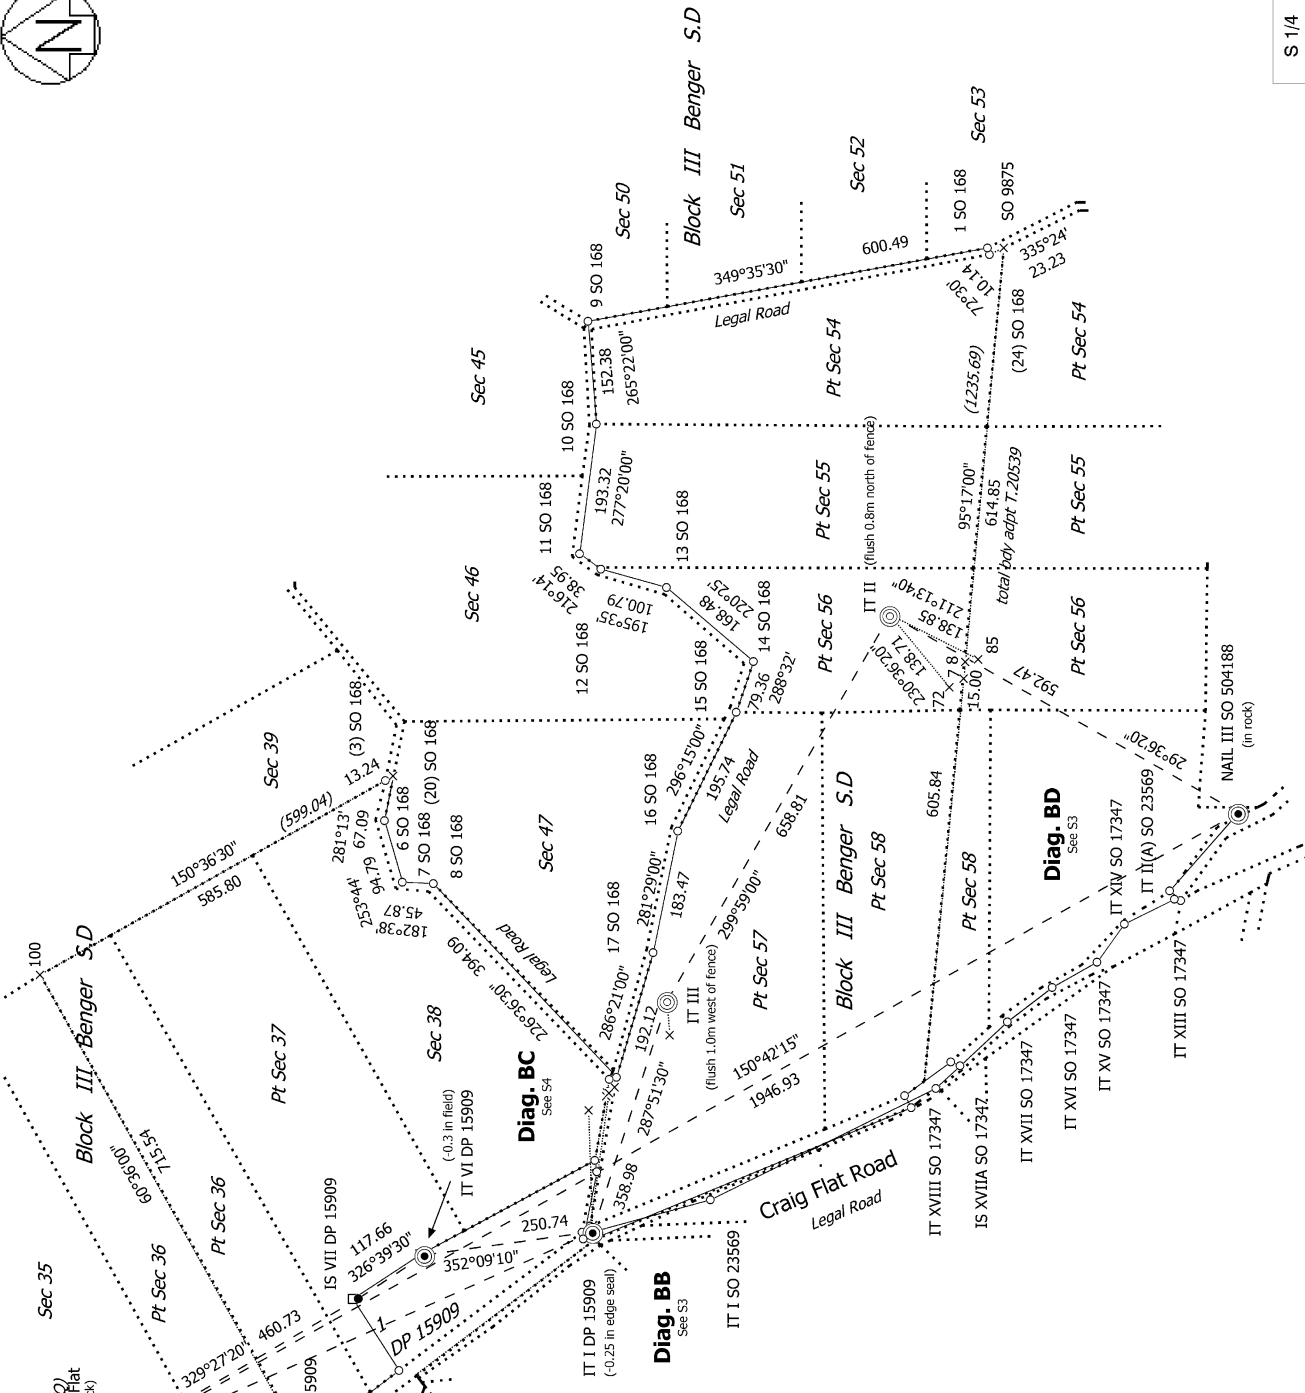 N
S 1/4
Block III Benger S.D
Sec 50
Sec 51
Sec 52
Sec 53
1 SO 168
SO 9875
9 SO 168
349°35'30"
600.49
Legal Road
335°24'
23.23
10.14
72°30'
(24) SO 168
Pt Sec 54
Pt Sec 54
(1235.69)
152.38
265°22'00"
Sec 45
10 SO 168
193.32
277°20'00"
11 SO 168
Sec 46
216°14'
38.95
195°35'
100.79
12 SO 168
13 SO 168
168.48
220°25'
14 SO 168
Pt Sec 55
Pt Sec 55
95°17'00"
614.85
total bdy adpt T.20539
IT II (flush 0.8m north of fence)
Pt Sec 56
Pt Sec 56
211°13'40"
138.85
230°36'20"
138.71
72
7
8
85
15.00
592.47
29°36'20"
NAIL III SO 504188
(in rock)
15 SO 168
79.36
288°32'
296°15'00"
195.74
Legal Road
16 SO 168
281°29'00"
183.47
17 SO 168
286°21'00"
192.12
658.81
299°59'00"
Block III Benger S.D
Pt Sec 58
Pt Sec 58
605.84
Diag. BD
See S3
Pt Sec 57
IT III
(flush 1.0m west of fence)
287°51'30"
358.98
150°42'15"
1946.93
IT II(A) SO 23569
IT XIV SO 17347
IT XIII SO 17347
IT XV SO 17347
IT XVI SO 17347
IT XVII SO 17347
IS XVIIA SO 17347
IT XVIII SO 17347
Craig Flat Road
Legal Road
Sec 39
(3) SO 168
13.24
(20) SO 168
(599.04)
150°36'30"
585.80
281°13'
67.09
6 SO 168
253°44'
94.79
7 SO 168
182°38'
45.87
8 SO 168
Sec 47
394.09
226°36'30"
Legal Road
100
Block III Benger S.D
Pt Sec 37
Sec 38
Diag. BC
See S4
60°36'00"
715.54
(-0.3 in field)
IT VI DP 15909
IS VII DP 15909
117.66
326°39'30"
250.74
352°09'10"
Pt Sec 36
Pt Sec 36
Sec 35
IT I DP 15909
(-0.25 in edge seal)
Diag. BB
See S3
IT I SO 23569
1
DP 15909
460.73
329°27'20"
5909
Flat